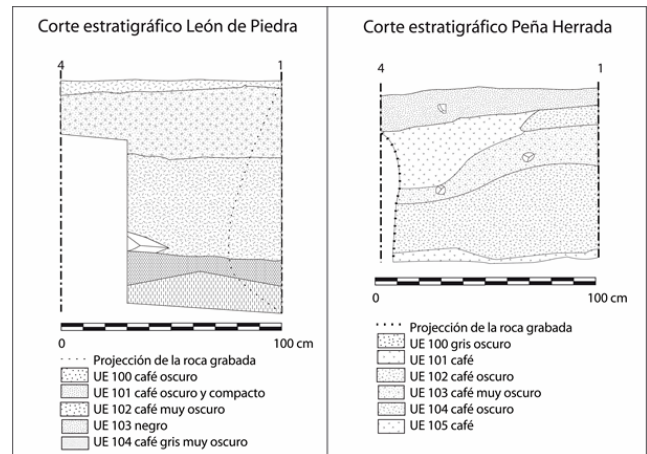 Corte estratigráfico León de Piedra
4 1
0 100 cm
Projección de la roca grabada
UE 100 café oscuro
UE 101 café oscuro y compacto
UE 102 café muy oscuro
UE 103 negro
UE 104 café gris muy oscuro
Corte estratigráfico Peña Herrada
4 1
0 100 cm
Projección de la roca grabada
UE 100 gris oscuro
UE 101 café
UE 102 café oscuro
UE 103 café muy oscuro
UE 104 café oscuro
UE 105 café